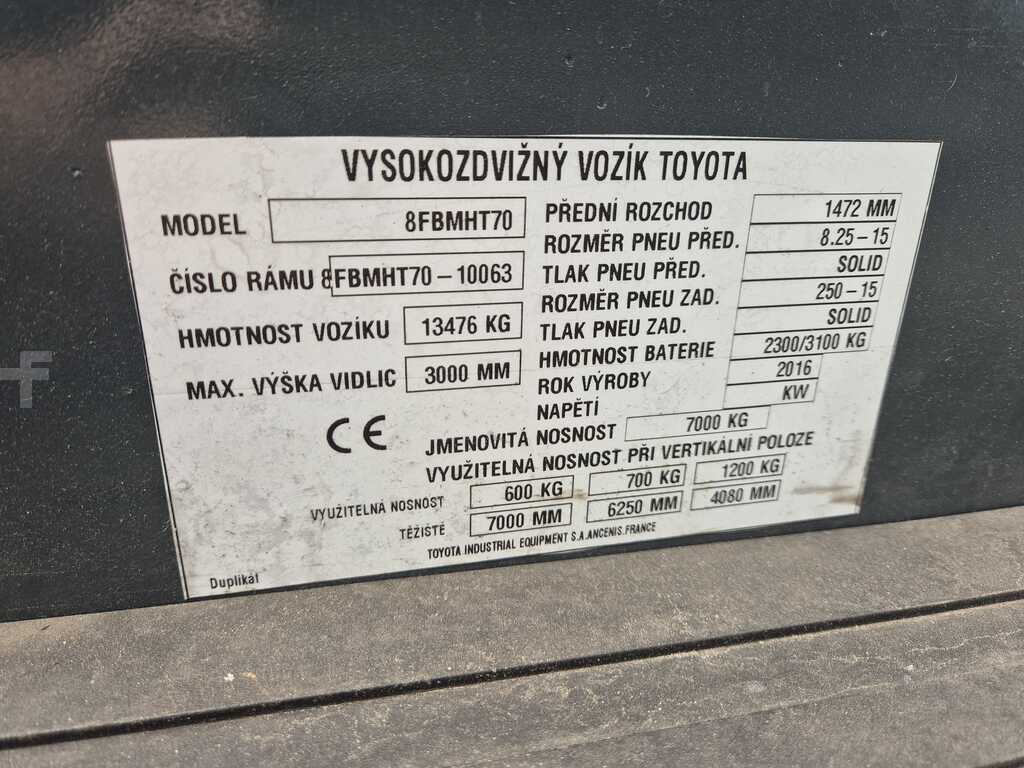 VYSOKOZDVIŽNÝ VOZÍK TOYOTA
MODEL 8FBMHT70
ČÍSLO RÁMU 8FBMHT70-10063
HMOTNOST VOZÍKU 13476 KG
MAX. VÝŠKA VIDLIC 3000 MM
PŘEDNÍ ROZCHOD 1472 MM
ROZMĚR PNEU PŘED. 8.25-15
TLAK PNEU PŘED. SOLID
ROZMĚR PNEU ZAD. 250-15
TLAK PNEU ZAD. SOLID
HMOTNOST BATERIE 2300/3100 KG
ROK VÝROBY 2016
NAPĚTÍ KW
CE
JMENOVITÁ NOSNOST 7000 KG
VYUŽITELNÁ NOSNOST PŘI VERTIKÁLNÍ POLOZE
VYUŽITELNÁ NOSNOST 600 KG 700 KG 1200 KG
TĚŽIŠTĚ 7000 MM 6250 MM 4080 MM
TOYOTA INDUSTRIAL EQUIPMENT S.A.ANCENIS.FRANCE
Duplikát